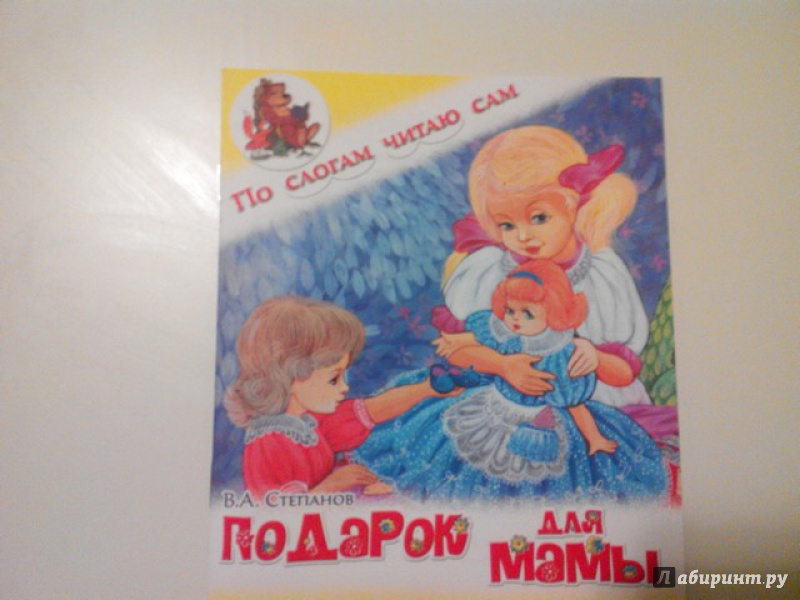 По слогам читаю сам
В.А. Степанов
Подарок
для
мамы
Лабиринт.ру